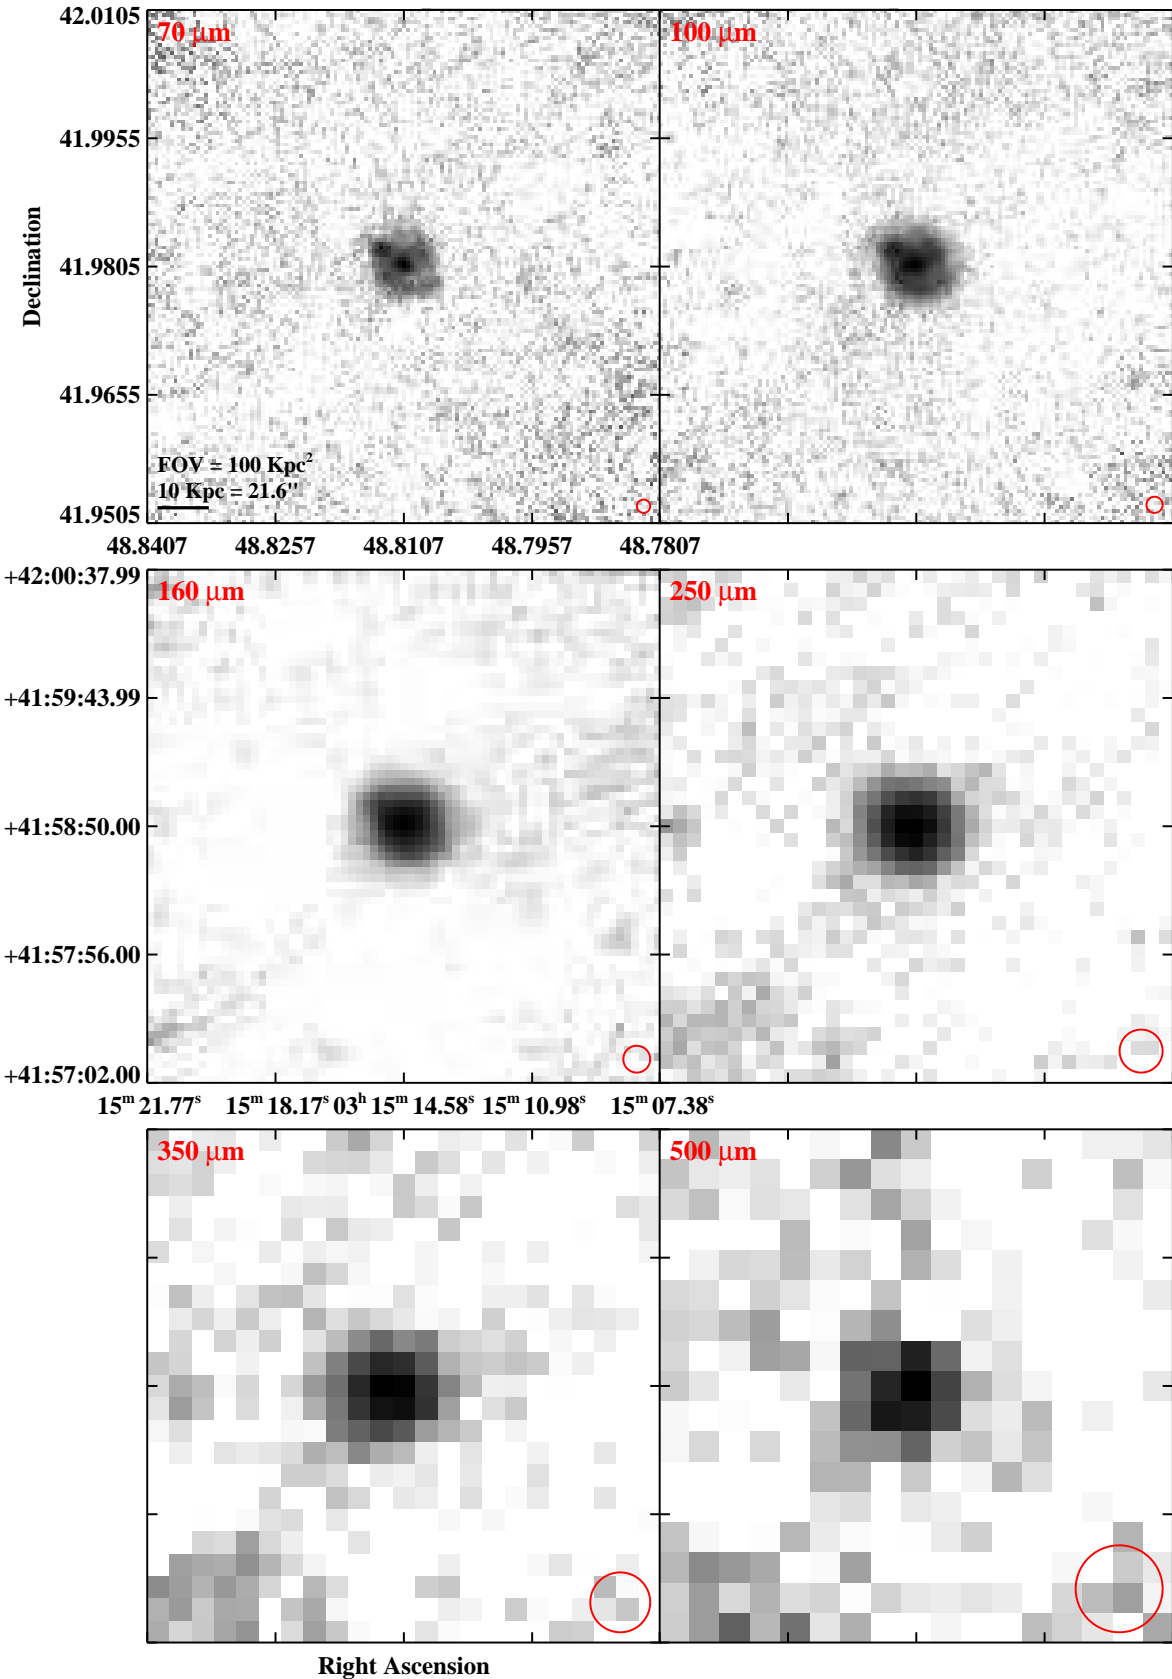 42.0105
70 μm
100 μm
41.9955
Declination
41.9805
41.9655
FOV = 100 Kpc²
10 Kpc = 21.6"
41.9505
48.8407 48.8257 48.8107 48.7957 48.7807
+42:00:37.99
160 μm
250 μm
+41:59:43.99
+41:58:50.00
+41:57:56.00
+41:57:02.00
15ᵐ 21.77ˢ 15ᵐ 18.17ˢ 03ʰ 15ᵐ 14.58ˢ 15ᵐ 10.98ˢ 15ᵐ 07.38ˢ
350 μm
500 μm
Right Ascension